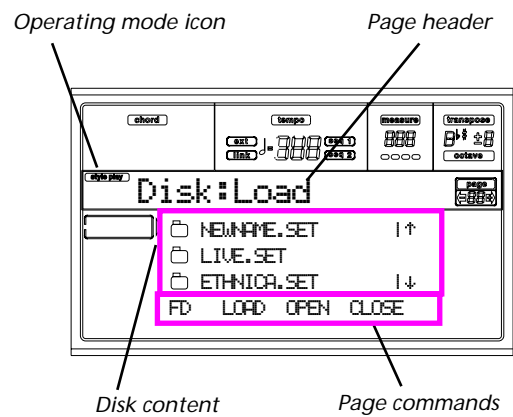 Operating mode icon
Page header
chord
tempo
measure
transpose
ext
seq 1
link
seq 2
octave
style play
Disk:Load
page
NEWNAME.SET
LIVE.SET
ETHNICA.SET
FD LOAD OPEN CLOSE
Disk content
Page commands